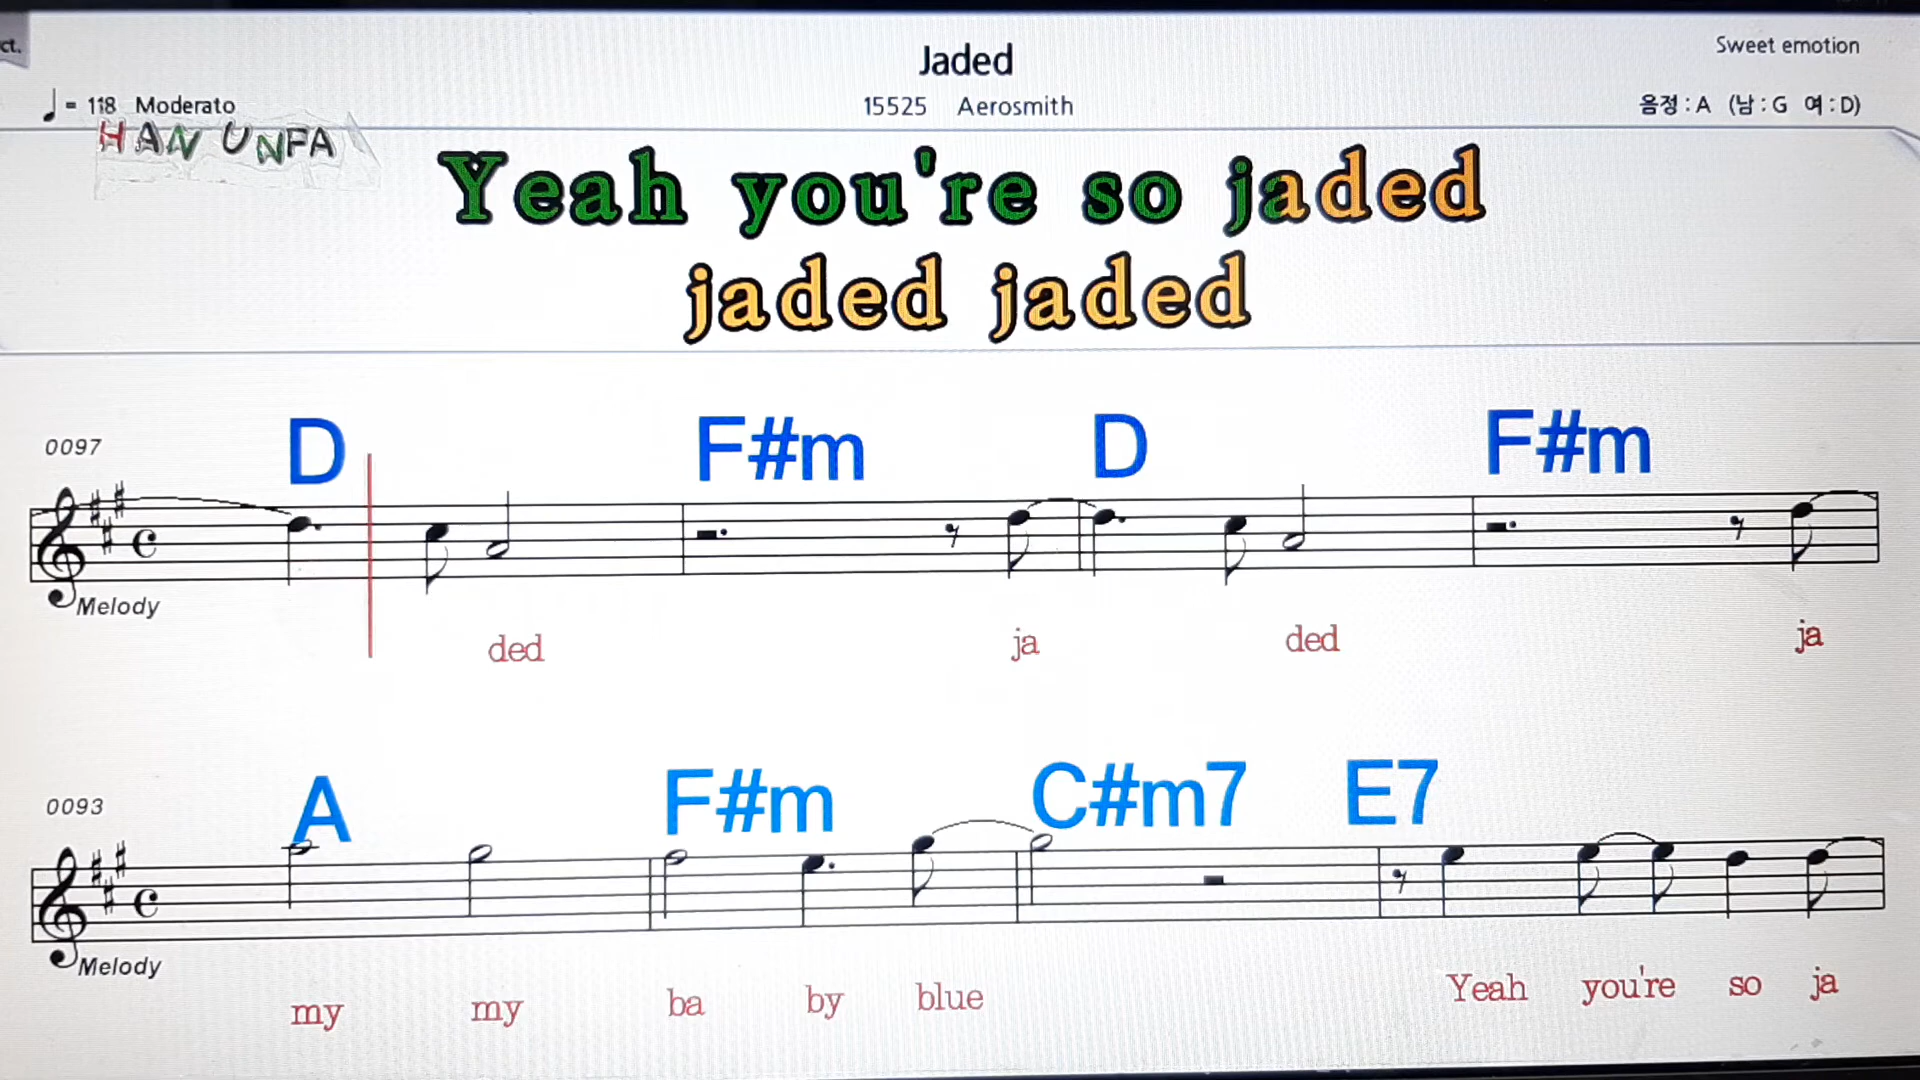 ct.
Jaded
Sweet emotion
= 118 Moderato
15525 Aerosmith
음정 : A (남 : G 여 : D)
HAN UNFA
Yeah you're so jaded
jaded jaded
0097
D F#m D F#m
Melody
ded ja ded ja
0093
A F#m C#m7 E7
Melody
my my ba by blue Yeah you're so ja